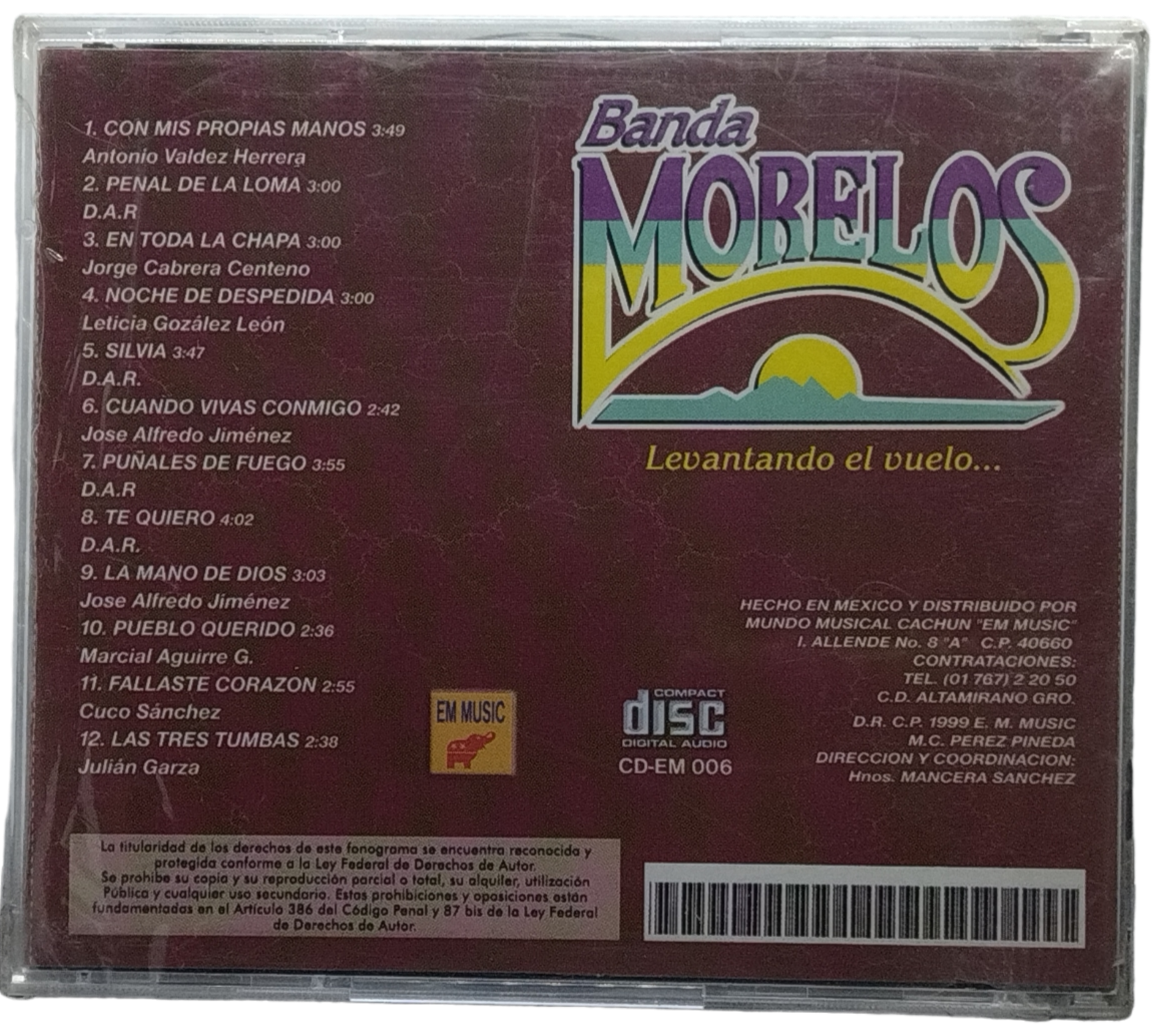 1. CON MIS PROPIAS MANOS 3:49
Antonio Valdez Herrera
2. PENAL DE LA LOMA 3:00
D.A.R
3. EN TODA LA CHAPA 3:00
Jorge Cabrera Centeno
4. NOCHE DE DESPEDIDA 3:00
Leticia Gozález León
5. SILVIA 3:47
D.A.R.
6. CUANDO VIVAS CONMIGO 2:42
Jose Alfredo Jiménez
7. PUÑALES DE FUEGO 3:55
D.A.R
8. TE QUIERO 4:02
D.A.R.
9. LA MANO DE DIOS 3:03
Jose Alfredo Jiménez
10. PUEBLO QUERIDO 2:36
Marcial Aguirre G.
11. FALLASTE CORAZON 2:55
Cuco Sánchez
12. LAS TRES TUMBAS 2:38
Julián Garza
Banda
MORELOS
Levantando el vuelo...
HECHO EN MEXICO Y DISTRIBUIDO POR
MUNDO MUSICAL CACHUN "EM MUSIC"
I. ALLENDE No. 8 "A" C.P. 40660
CONTRATACIONES:
TEL. (01 767) 2 20 50
C.D. ALTAMIRANO GRO.
D.R. C.P. 1999 E. M. MUSIC
M.C. PEREZ PINEDA
DIRECCION Y COORDINACION:
Hnos. MANCERA SANCHEZ
EM MUSIC
COMPACT
disc
DIGITAL AUDIO
CD-EM 006
La titularidad de los derechos de este fonograma se encuentra reconocida y
protegida conforme a la Ley Federal de Derechos de Autor.
Se prohibe su copia y su reproducción parcial o total, su alquiler, utilización
Pública y cualquier uso secundario. Estas prohibiciones y oposiciones están
fundamentadas en el Artículo 386 del Código Penal y 87 bis de la Ley Federal
de Derechos de Autor.